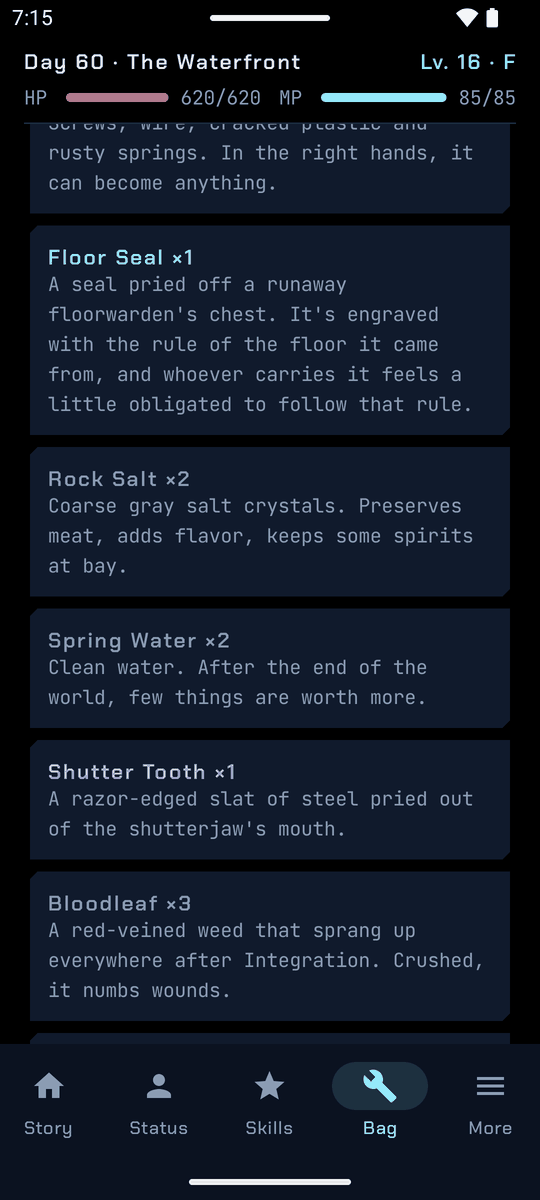 7:15
Day 60 · The Waterfront
Lv. 16 · F
HP 620/620 MP 85/85
Screws, wire, cracked plastic and
rusty springs. In the right hands, it
can become anything.
Floor Seal ×1
A seal pried off a runaway
floorwarden's chest. It's engraved
with the rule of the floor it came
from, and whoever carries it feels a
little obligated to follow that rule.
Rock Salt ×2
Coarse gray salt crystals. Preserves
meat, adds flavor, keeps some spirits
at bay.
Spring Water ×2
Clean water. After the end of the
world, few things are worth more.
Shutter Tooth ×1
A razor-edged slat of steel pried out
of the shutterjaw's mouth.
Bloodleaf ×3
A red-veined weed that sprang up
everywhere after Integration. Crushed,
it numbs wounds.
Story Status Skills Bag More